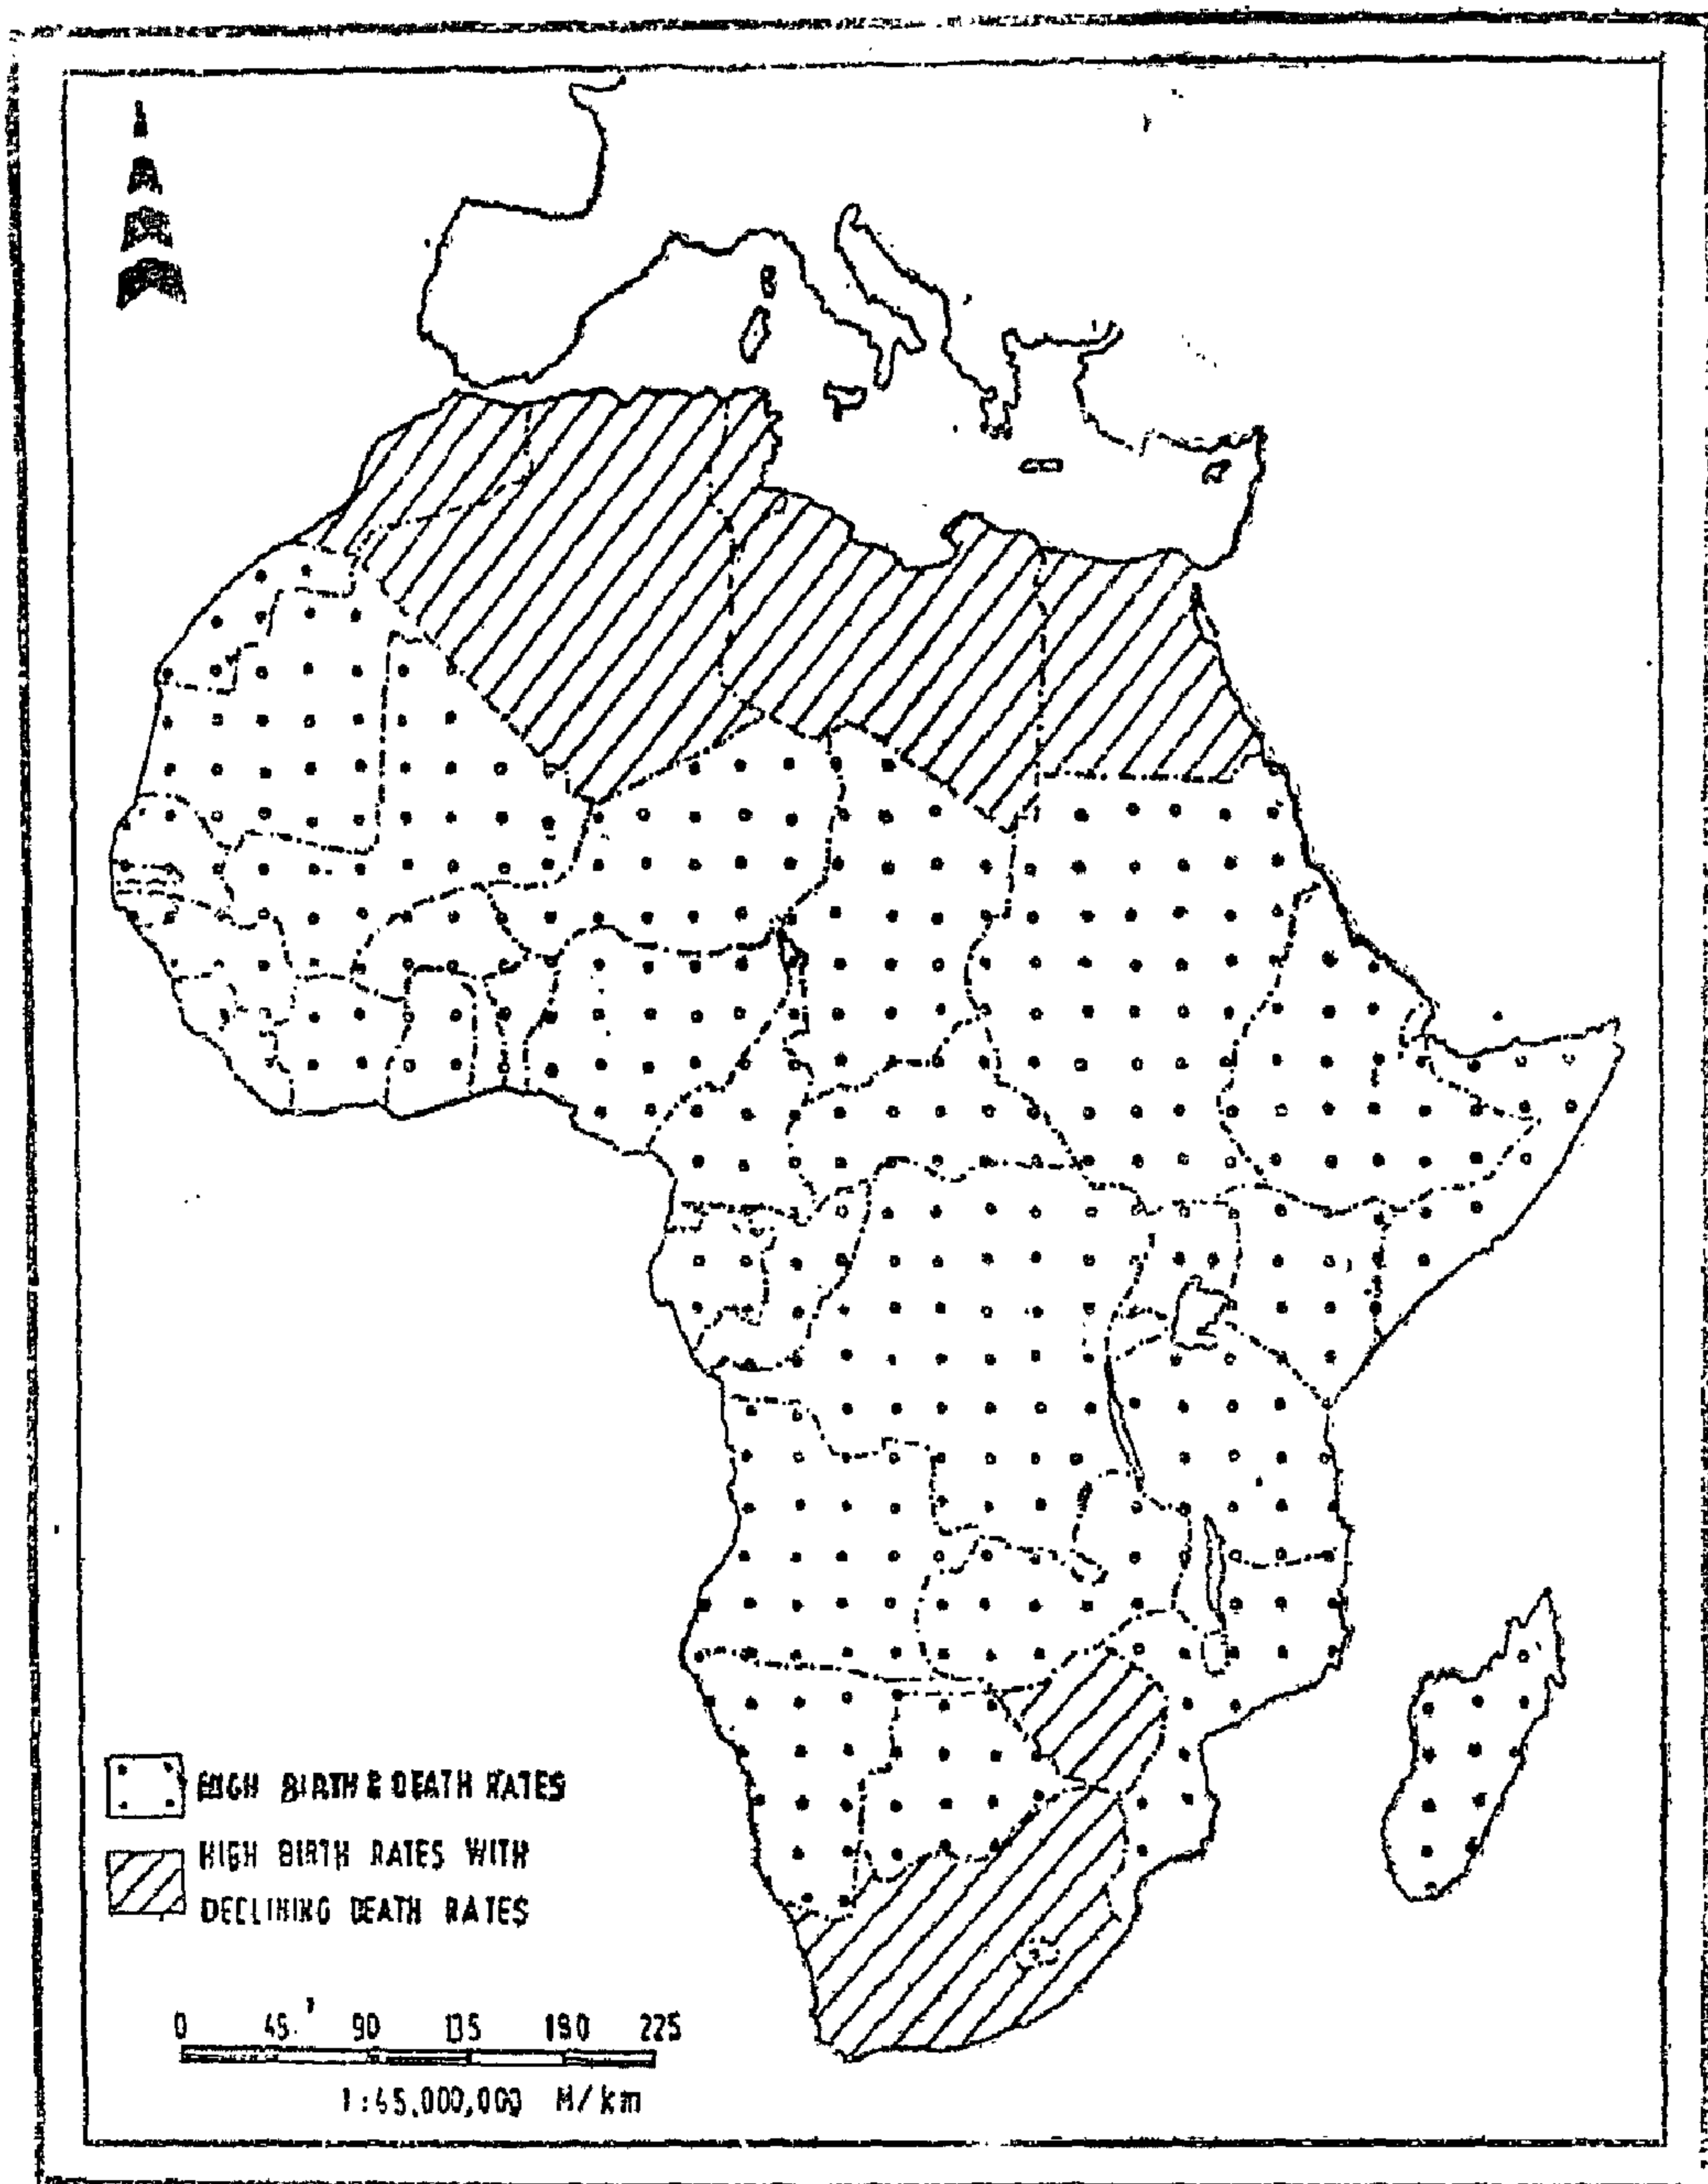 HIGH BIRTH & DEATH RATES
HIGH BIRTH RATES WITH
DECLINING DEATH RATES
0 45 90 135 180 225
1:45,000,000 M/km